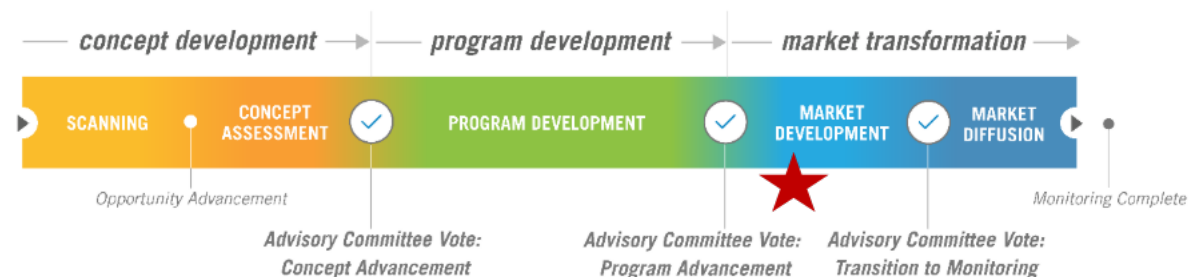 concept development
program development
market transformation
SCANNING
CONCEPT
ASSESSMENT
PROGRAM DEVELOPMENT
MARKET
DEVELOPMENT
MARKET
DIFFUSION
Opportunity Advancement
Monitoring Complete
Advisory Committee Vote:
Concept Advancement
Advisory Committee Vote:
Program Advancement
Advisory Committee Vote:
Transition to Monitoring